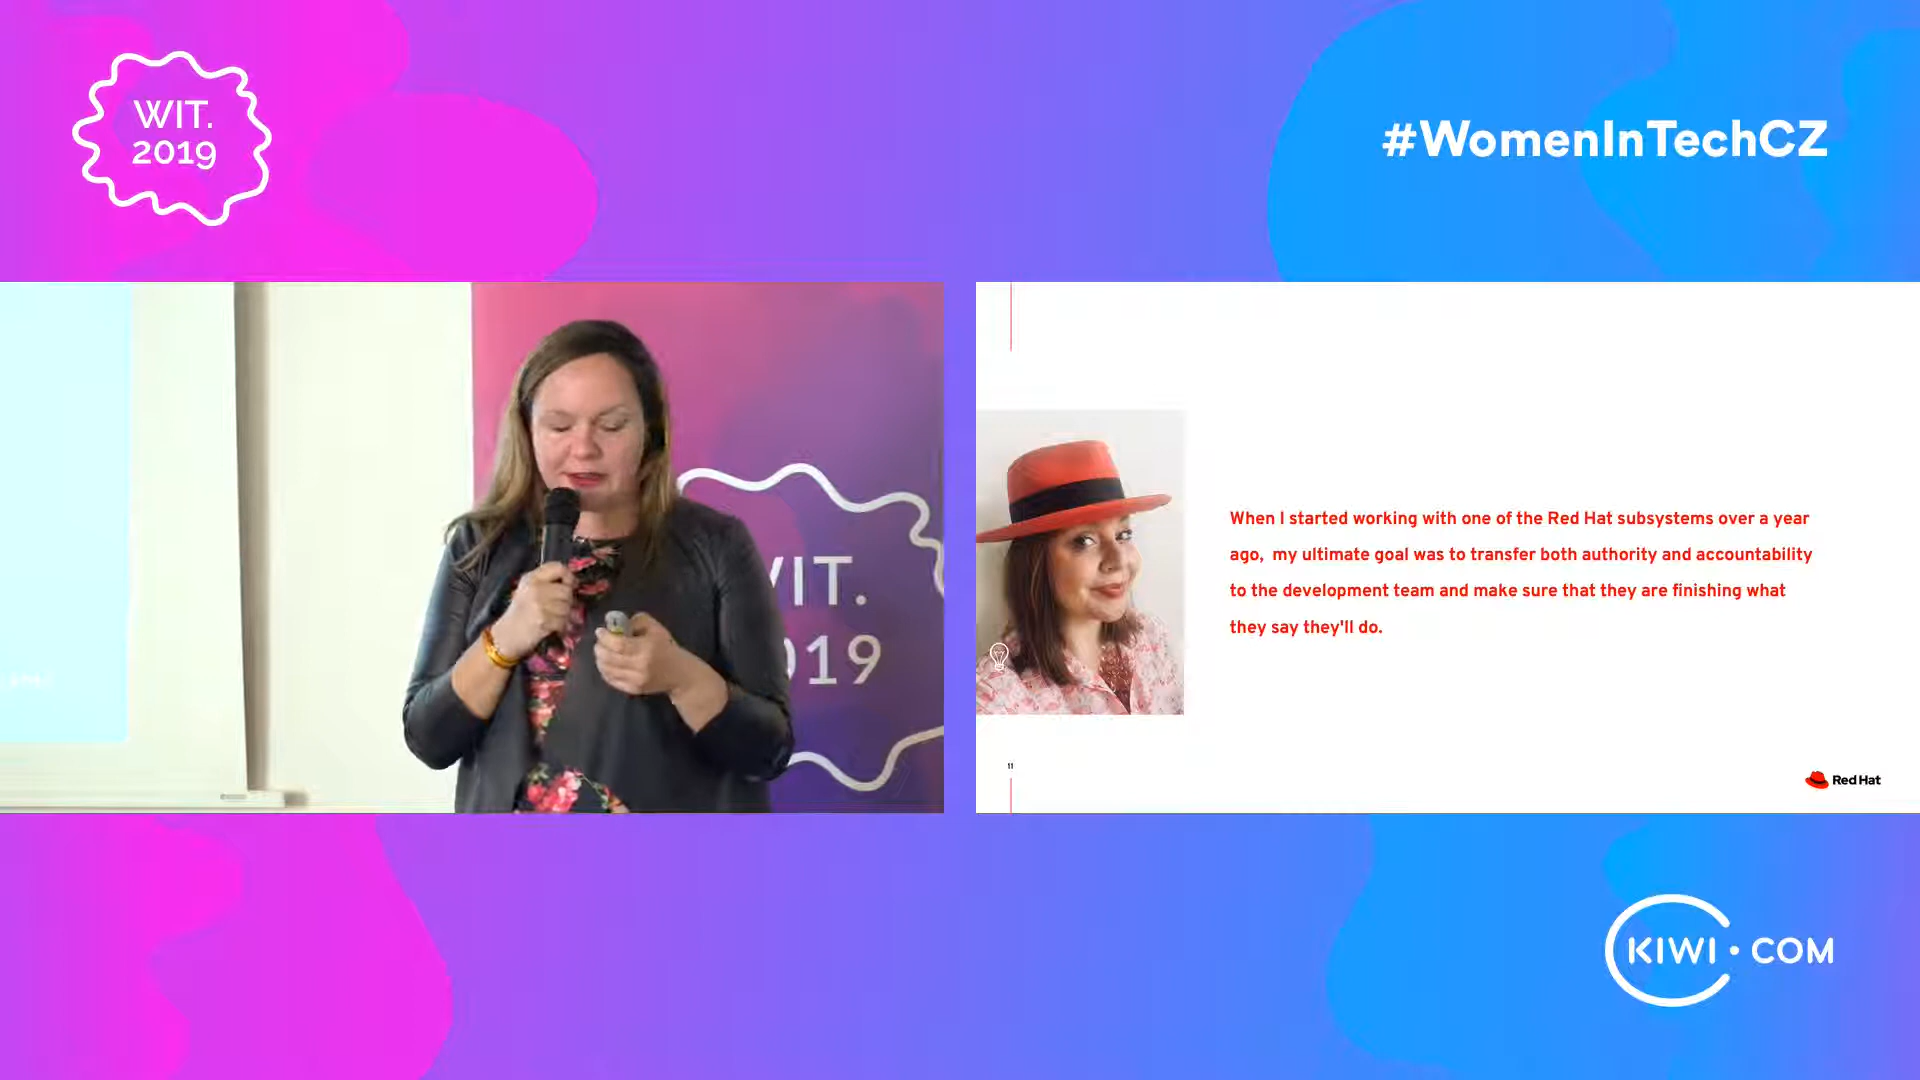 WIT.
2019
#WomenInTechCZ
WIT.
2019
When I started working with one of the Red Hat subsystems over a year
ago,  my ultimate goal was to transfer both authority and accountability
to the development team and make sure that they are finishing what
they say they'll do.
11
Red Hat
KIWI.COM